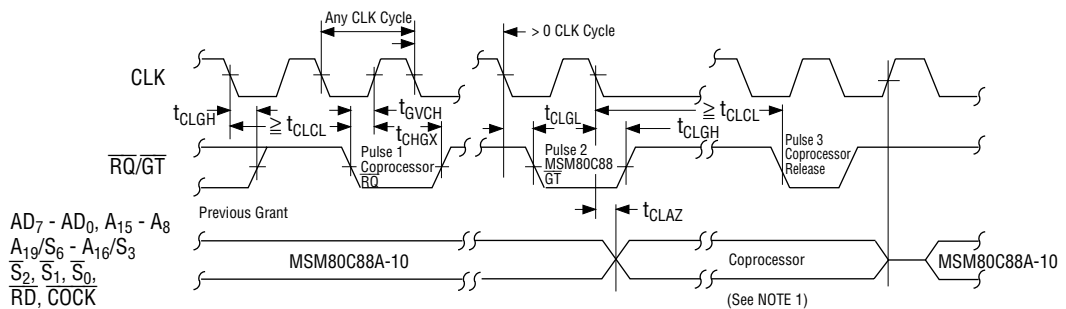 Any CLK Cycle
> 0 CLK Cycle
CLK
tCLGH
≧ tCLCL
tGVCH
tCHGX
tCLGL
≧ tCLCL
tCLGH
RQ/GT
Pulse 1
Coprocessor
RQ
Pulse 2
MSM80C88
GT
Pulse 3
Coprocessor
Release
Previous Grant
tCLAZ
AD7 - AD0, A15 - A8
A19/S6 - A16/S3
S2, S1, S0,
RD, COCK
MSM80C88A-10
Coprocessor
MSM80C88A-10
(See NOTE 1)